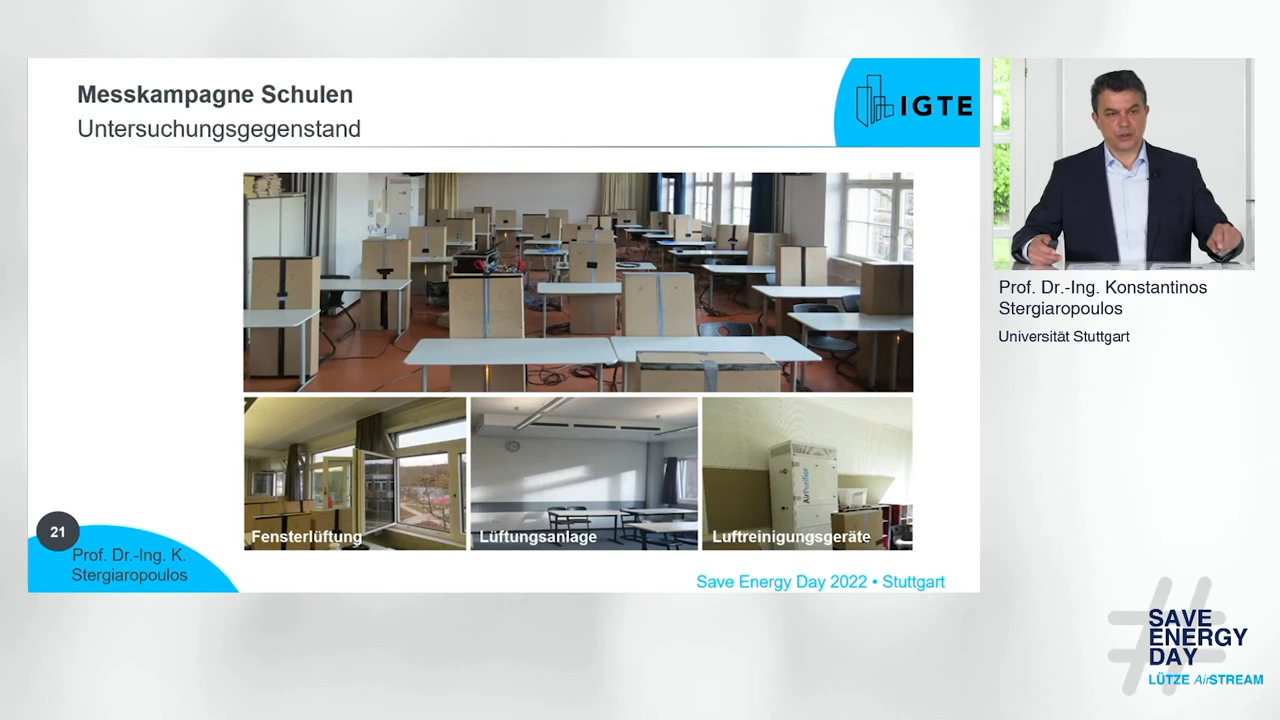 Messkampagne Schulen
Untersuchungsgegenstand
IGTE
AirPurifier
Fensterlüftung
Lüftungsanlage
Luftreinigungsgeräte
21
Prof. Dr.-Ing. K.
Stergiaropoulos
Save Energy Day 2022 • Stuttgart
Prof. Dr.-Ing. Konstantinos
Stergiaropoulos
Universität Stuttgart
#
SAVE
ENERGY
DAY
LÜTZE AirSTREAM